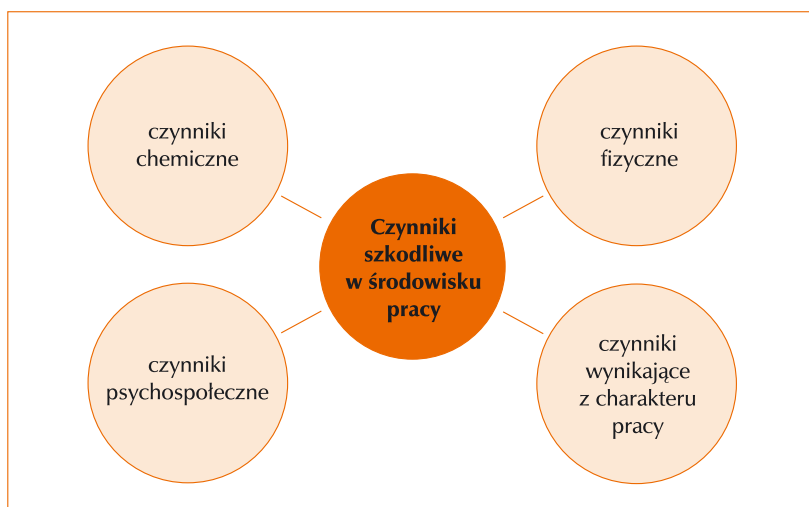 czynniki
chemiczne
czynniki
fizyczne
Czynniki
szkodliwe
w środowisku
pracy
czynniki
psychospołeczne
czynniki
wynikające
z charakteru
pracy